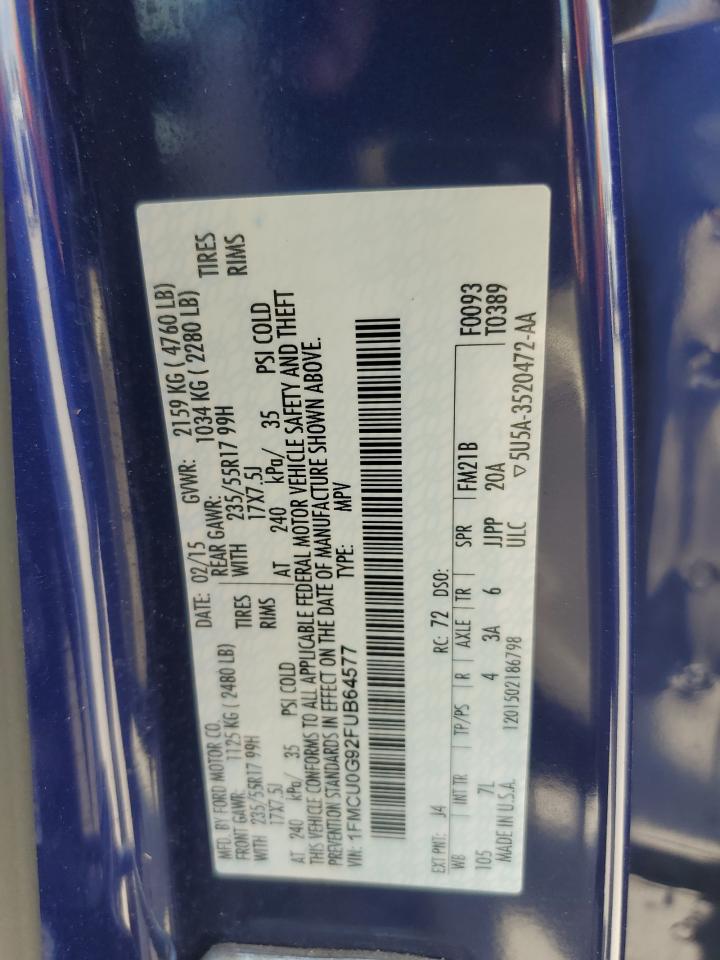 MFD. BY FORD MOTOR CO.
DATE: 02/15 GVWR: 2159 KG ( 4760 LB)
FRONT GAWR: 1125 KG ( 2480 LB) REAR GAWR: 1034 KG ( 2280 LB)
WITH 235/55R17 99H TIRES WITH 235/55R17 99H TIRES
17X7.5J RIMS 17X7.5J RIMS
AT 240 kPa/ 35 PSI COLD AT 240 kPa/ 35 PSI COLD
THIS VEHICLE CONFORMS TO ALL APPLICABLE FEDERAL MOTOR VEHICLE SAFETY AND THEFT
PREVENTION STANDARDS IN EFFECT ON THE DATE OF MANUFACTURE SHOWN ABOVE.
VIN: 1FMCU0G92FUB64577 TYPE: MPV
EXT PNT: J4 RC: 72 DSO: F0093
WB INT TR TP/PS R AXLE TR SPR FM21B T0389
105 7L 4 3A 6 JJPP 20A
MADE IN U.S.A. 1201502186798 ULC ▽5U5A-3520472-AA